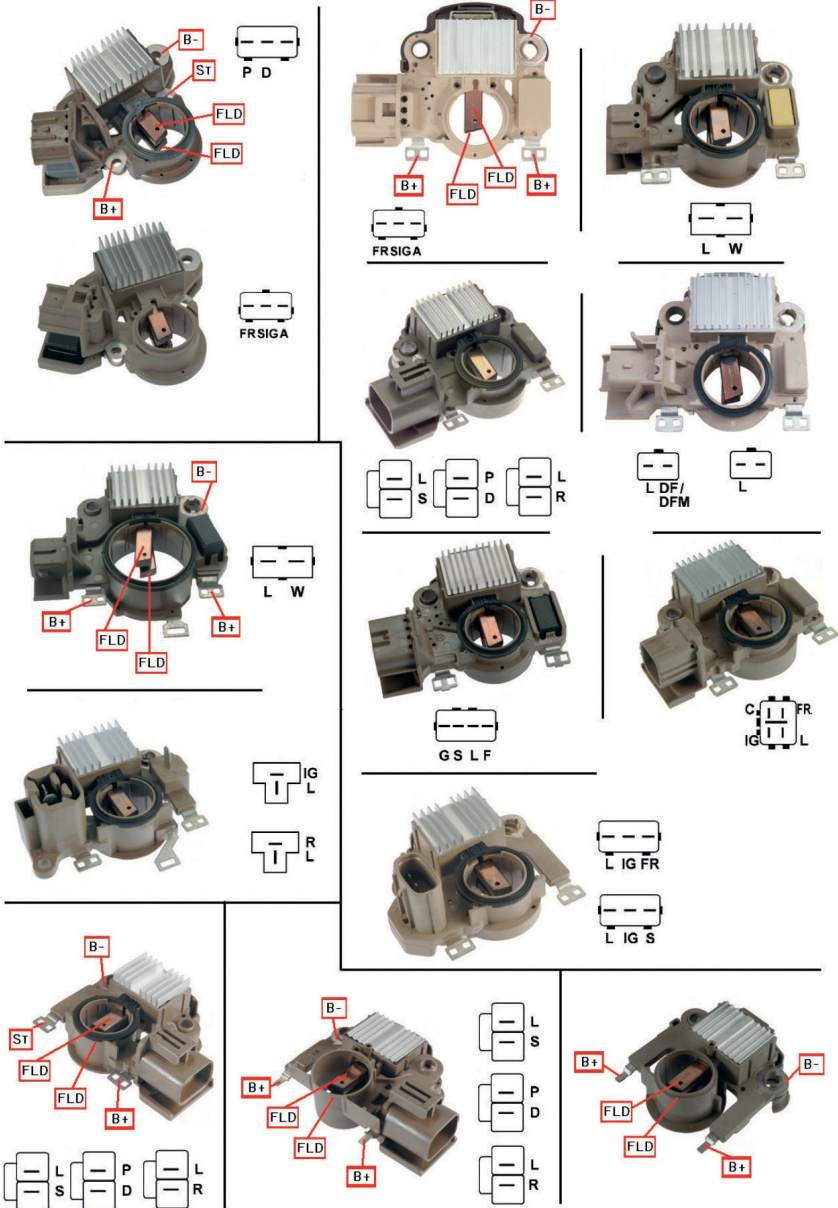 B-
P D
ST
FLD
FLD
B+
FRSIGA
B-
B+
FLD
FLD
B+
FRSIGA
L W
L
S
P
D
L
R
L DF/
DFM
L
B-
L W
B+
B+
FLD
FLD
G S L F
C FR
IG L
IG
L
R
L
L IG FR
L IG S
B-
ST
FLD
FLD
B+
L
S
P
D
L
R
B-
B+
FLD
FLD
B+
L
S
P
D
L
R
B+
B-
FLD
FLD
B+